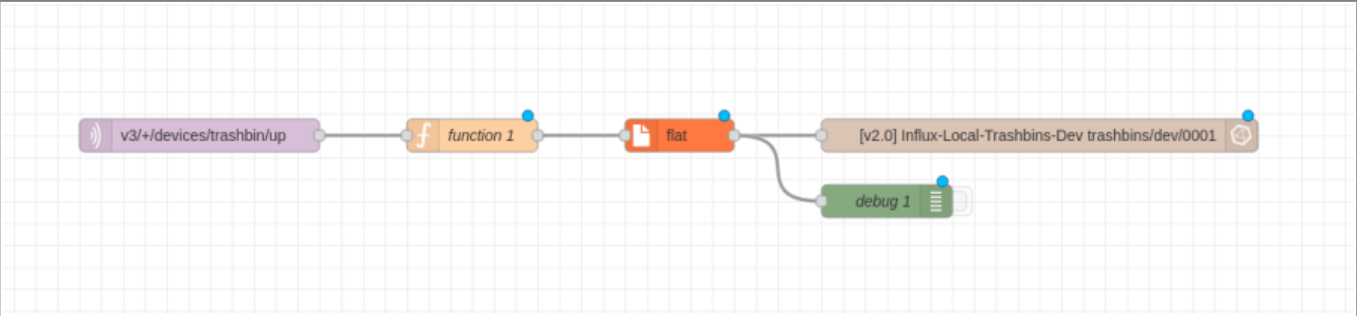 v3/+/devices/trashbin/up
function 1
flat
[v2.0] Influx-Local-Trashbins-Dev trashbins/dev/0001
debug 1